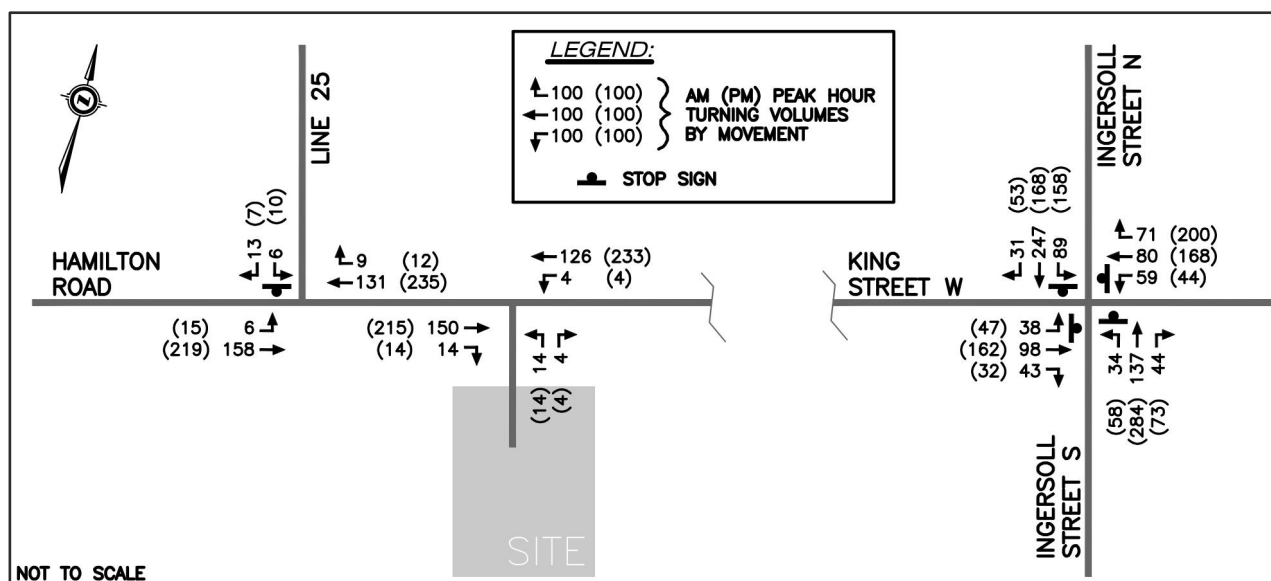 LEGEND:
100 (100)
100 (100)
100 (100)
AM (PM) PEAK HOUR
TURNING VOLUMES
BY MOVEMENT
STOP SIGN
Z
LINE 25
INGERSOLL
STREET N
HAMILTON
ROAD
13 (7)
6 (10)
9 (12)
131 (235)
126 (233)
4 (4)
KING
STREET W
31 (53)
247 (168)
89 (158)
71 (200)
80 (168)
59 (44)
(15) 6
(219) 158
(215) 150
(14) 14
(14) 14
(4) 4
(47) 38
(162) 98
(32) 43
(58) 34
(284) 137
(73) 44
INGERSOLL
STREET S
SITE
NOT TO SCALE